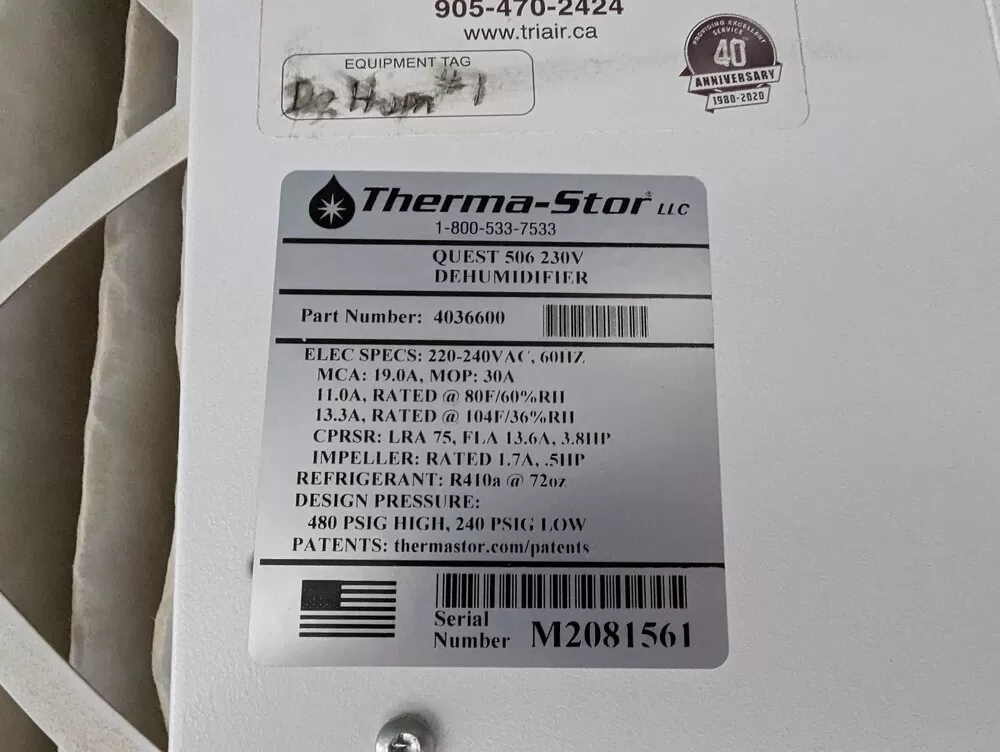 905-470-2424
www.triair.ca
PROVIDING EXCELLENT
SERVICE
40
ANNIVERSARY
1980-2020
EQUIPMENT TAG
De Hum #1
Therma-Stor® LLC
1-800-533-7533
QUEST 506 230V
DEHUMIDIFIER
Part Number: 4036600
ELEC SPECS: 220-240VAC, 60HZ
MCA: 19.0A, MOP: 30A
11.0A, RATED @ 80F/60%RH
13.3A, RATED @ 104F/36%RH
CPRSR: LRA 75, FLA 13.6A, 3.8HP
IMPELLER: RATED 1.7A, .5HP
REFRIGERANT: R410a @ 72oz
DESIGN PRESSURE:
480 PSIG HIGH, 240 PSIG LOW
PATENTS: thermastor.com/patents
Serial
Number M2081561